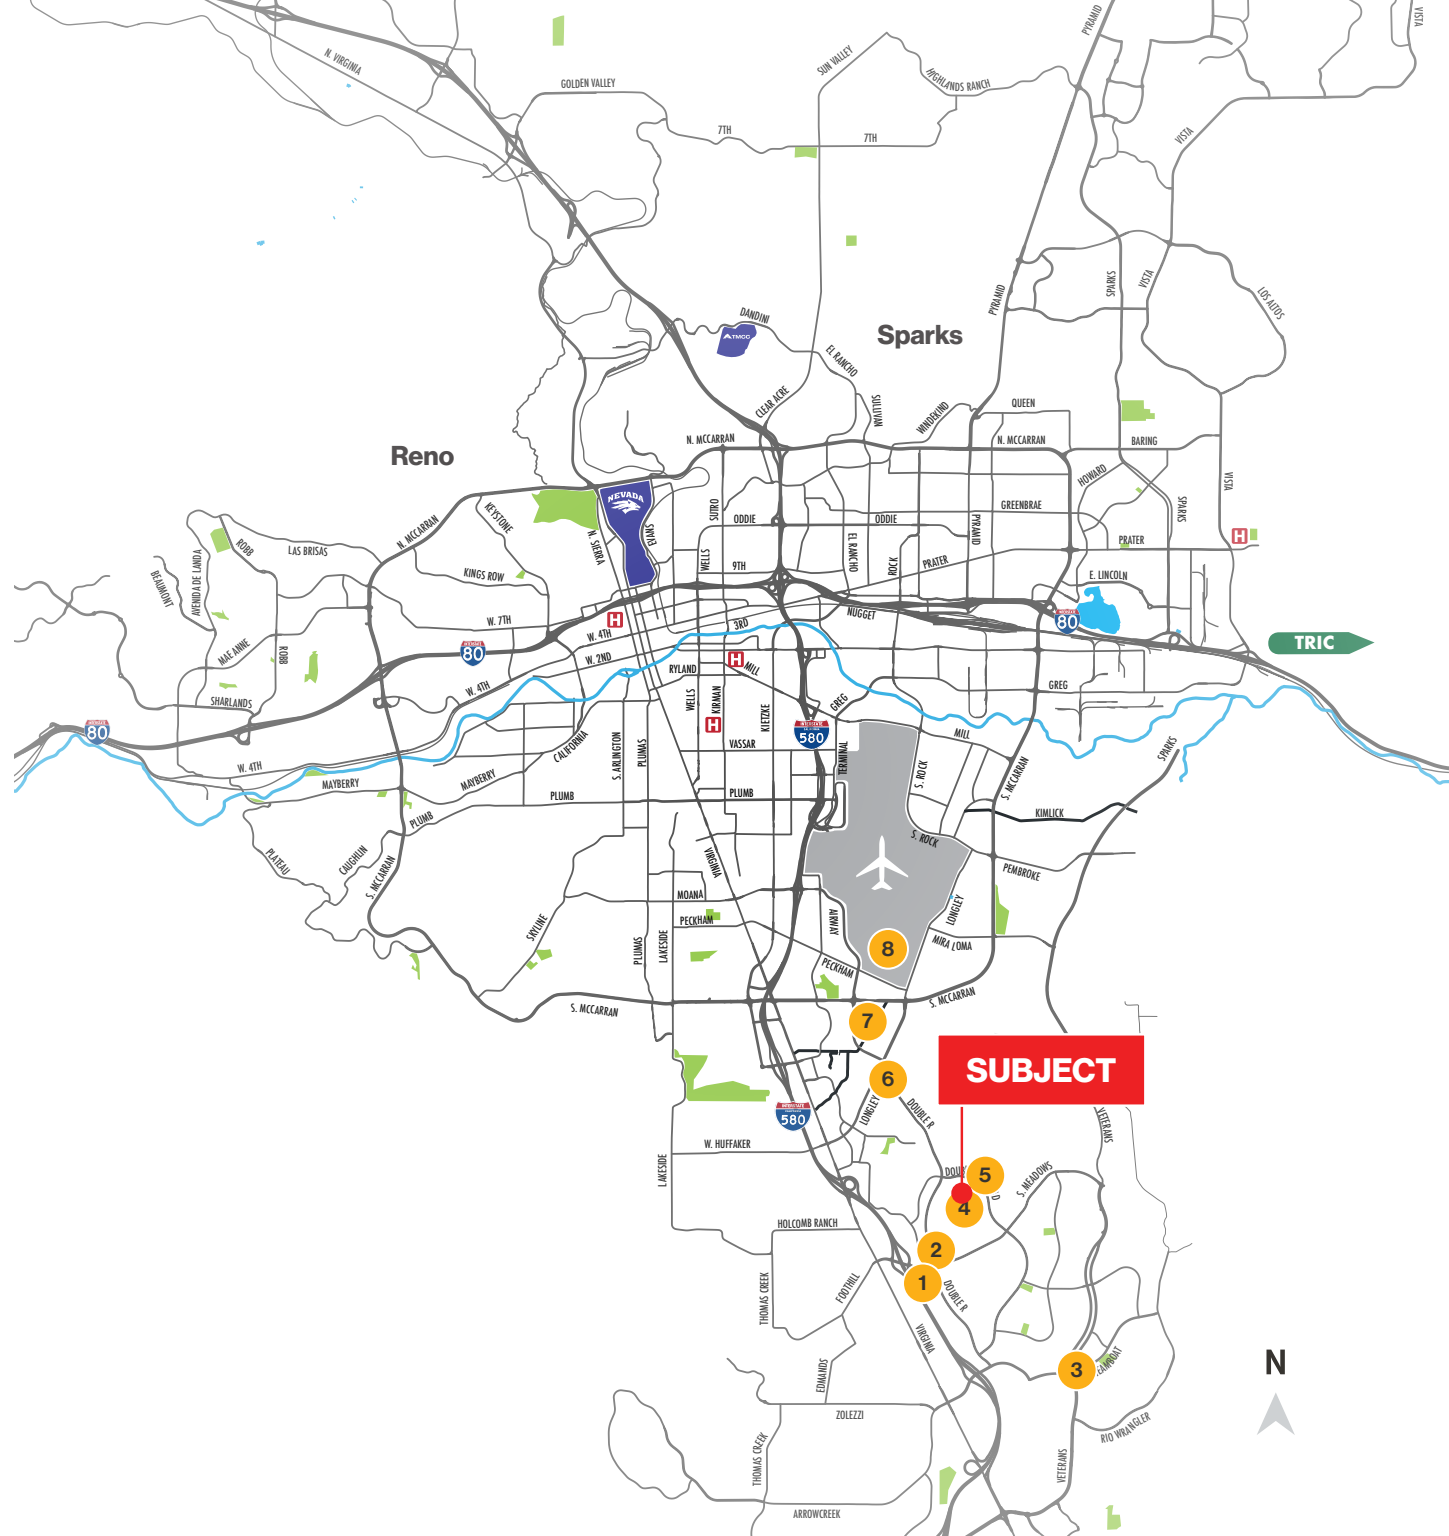 PYRAMID
VISTA
N. VIRGINIA
SUN VALLEY
HIGHLANDS RANCH
GOLDEN VALLEY
7TH
7TH
VISTA
SPARKS
VISTA
PYRAMID
LOS ALTOS
DANDINI
TMCC
Sparks
EL RANCHO
CLEAR ACRE
SULLIVAN
WINDEKIND
QUEEN
N. MCCARRAN
N. MCCARRAN
BARING
Reno
HOWARD
VISTA
NEVADA
KEYSTONE
SUTRO
ODDIE
ODDIE
GREENBRAE
PYRAMID
SPARKS
N. MCCARRAN
N. SIERRA
EVANS
EL RANCHO
PRATER
H
ROBB
LAS BRISAS
WELLS
9TH
ROCK
PRATER
BEAUMONT
AVENIDA DE LANDA
KINGS ROW
E. LINCOLN
W. 7TH
H
3RD
NUGGET
80
W. 4TH
MAE ANNE
ROBB
80
W. 2ND
H
MILL
TRIC
RYLAND
W. 4TH
SHARLANDS
WELLS
KIRMAN
KIETZKE
GREG
GREG
80
H
INTERSTATE
580
MILL
CALIFORNIA
S. ARLINGTON
PLUMAS
VASSAR
TERMINAL
SPARKS
W. 4TH
MAYBERRY
MAYBERRY
S. ROCK
S. MCCARRAN
PLUMB
PLUMB
KIMLICK
PLUMB
S. ROCK
PLATEAU
CAUGHLIN
S. MCCARRAN
VIRGINIA
PEMBROKE
MOANA
PECKHAM
AIRWAY
LONGLEY
SKYLINE
PLUMAS
LAKESIDE
8
MIRA LOMA
PECKHAM
S. MCCARRAN
S. MCCARRAN
7
SUBJECT
6
INTERSTATE
580
LONGLEY
DOUBLE R
VETERANS
W. HUFFAKER
LAKESIDE
5
S. MEADOWS
4
HOLCOMB RANCH
2
1
THOMAS CREEK
FOOTHILL
DOUBLE R
VIRGINIA
3
N
EDMANDS
ZOLEZZI
RIO WRANGLER
THOMAS CREEK
VETERANS
ARROWCREEK